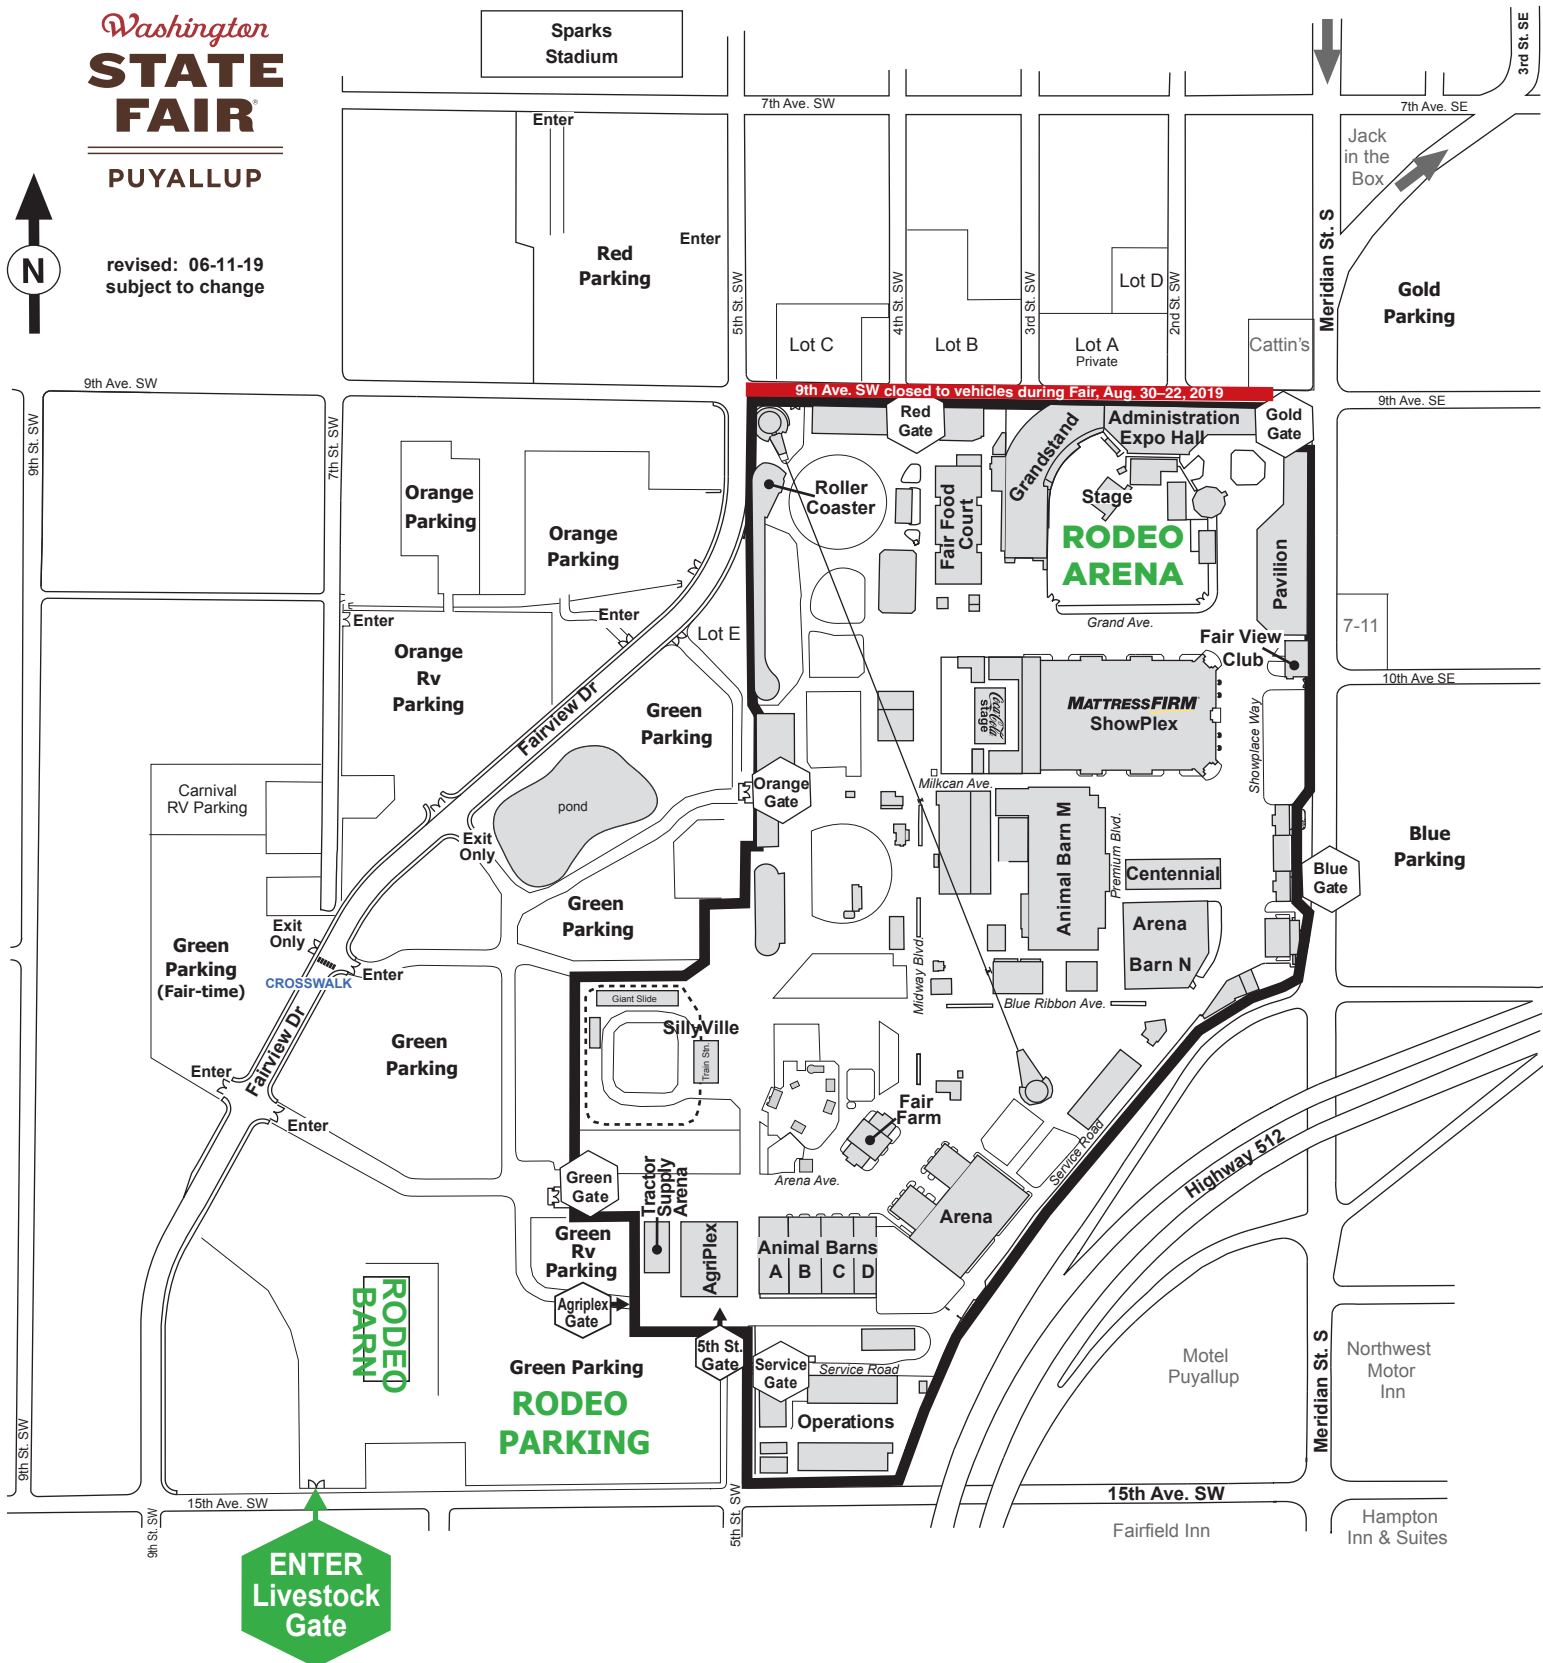 Washington
STATE
FAIR
PUYALLUP
N
revised: 06-11-19
subject to change
Sparks
Stadium
3rd St. SE
7th Ave. SW
7th Ave. SE
Enter
Enter
Red
Parking
Jack
in the
Box
Meridian St. S
Gold
Parking
5th St. SW
4th St. SW
3rd St. SW
2nd St. SW
Lot D
Lot C
Lot B
Lot A
Private
Cattin's
9th Ave. SW
9th Ave. SW closed to vehicles during Fair, Aug. 30–22, 2019
9th Ave. SE
9th St. SW
7th St. SW
Red
Gate
Grandstand
Administration
Expo Hall
Gold
Gate
Orange
Parking
Orange
Parking
Roller
Coaster
Fair Food
Court
Stage
RODEO
ARENA
Pavilion
Grand Ave.
Enter
Enter
Lot E
7-11
Fair View
Club
10th Ave SE
Orange
Rv
Parking
Fairview Dr
Green
Parking
Coca-Cola
stage
MATTRESSFIRM
ShowPlex
Showplace Way
Carnival
RV Parking
pond
Orange
Gate
Milkcan Ave.
Exit
Only
Animal Barn M
Premium Blvd.
Centennial
Blue
Gate
Blue
Parking
Green
Parking
Exit
Only
Green
Parking
(Fair-time)
CROSSWALK
Enter
Arena
Barn N
Midway Blvd.
Blue Ribbon Ave.
Giant Slide
SillyVille
Train Stn.
Fairview Dr
Green
Parking
Enter
Enter
Fair
Farm
Service Road
Highway 512
Arena Ave.
Green
Gate
Tractor
Supply
Arena
Arena
Green
Rv
Parking
AgriPlex
Animal Barns
A B C D
Agriplex
Gate
RODEO
BARN
5th St.
Gate
Service
Gate
Service Road
Green Parking
RODEO
PARKING
Operations
Motel
Puyallup
Meridian St. S
Northwest
Motor
Inn
9th St. SW
15th Ave. SW
15th Ave. SW
9th St. SW
5th St. SW
Fairfield Inn
Hampton
Inn & Suites
ENTER
Livestock
Gate